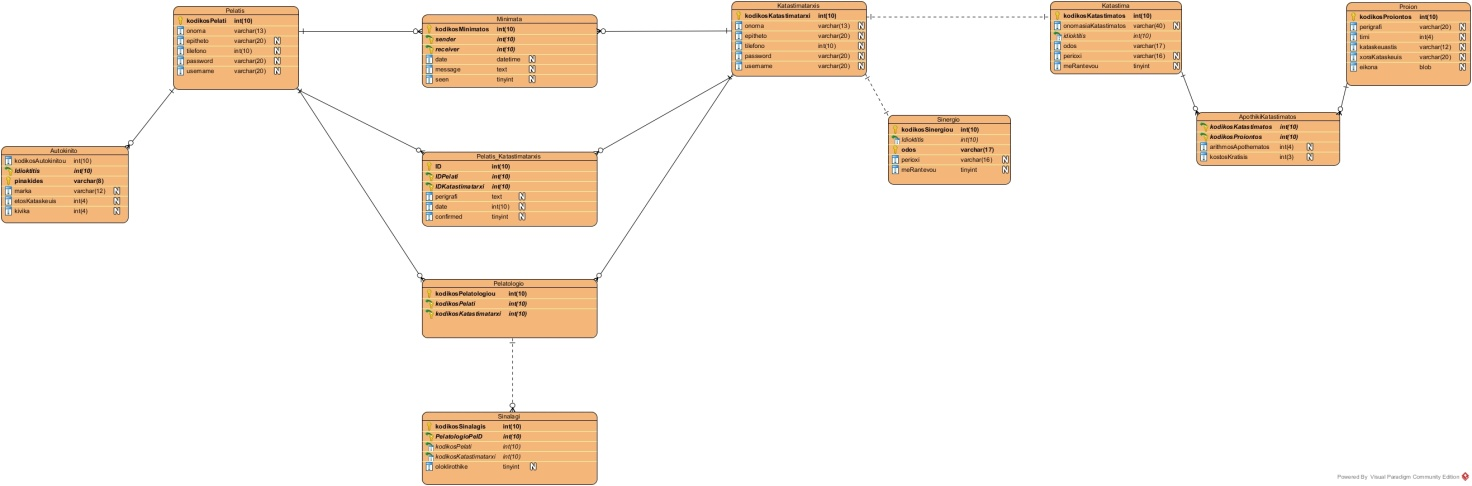 Pelatis
kodikosPelati int(10)
onoma varchar(13)
epitheto varchar(20) N
tilefono int(10) N
password varchar(20) N
username varchar(20) N
Minimata
kodikosMinimatos int(10)
sender int(10)
receiver int(10)
date datetime N
message text N
seen tinyint N
Katastimatarxis
kodikosKatastimatarxi int(10)
onoma varchar(13) N
epitheto varchar(20) N
tilefono int(10) N
password varchar(20) N
username varchar(20) N
Katastima
kodikosKatastimatos int(10)
onomasiaKatastimatos varchar(40) N
idioktitis int(10)
odos varchar(17)
perioxi varchar(16) N
meRantevou tinyint N
Proion
kodikosProiontos int(10)
perigrafi varchar(20) N
timi int(4) N
kataskeuastis varchar(12) N
xoraKataskeuis varchar(20) N
eikona blob N
Autokinito
kodikosAutokinitou int(10)
Idioktitis int(10)
pinakides varchar(8)
marka varchar(12) N
etosKataskeuis int(4) N
kivika int(4) N
Pelatis_Katastimatarxis
ID int(10)
IDPelati int(10)
IDKatastimatarxi int(10)
perigrafi text N
date int(10) N
confirmed tinyint N
Sinergio
kodikosSinergiou int(10)
Idioktitis int(10)
odos varchar(17)
perioxi varchar(16) N
meRantevou tinyint N
ApothikiKatastimatos
kodikosKatastimatos int(10)
kodikosProiontos int(10)
arithmosApothematos int(4) N
kostosKratisis int(3) N
Pelatologio
kodikosPelatologiou int(10)
kodikosPelati int(10)
kodikosKatastimatarxi int(10)
Sinalagi
kodikosSinalagis int(10)
PelatologioPelD int(10)
kodikosPelati int(10)
kodikosKatastimatarxi int(10)
oloklirothike tinyint N
Powered By Visual Paradigm Community Edition